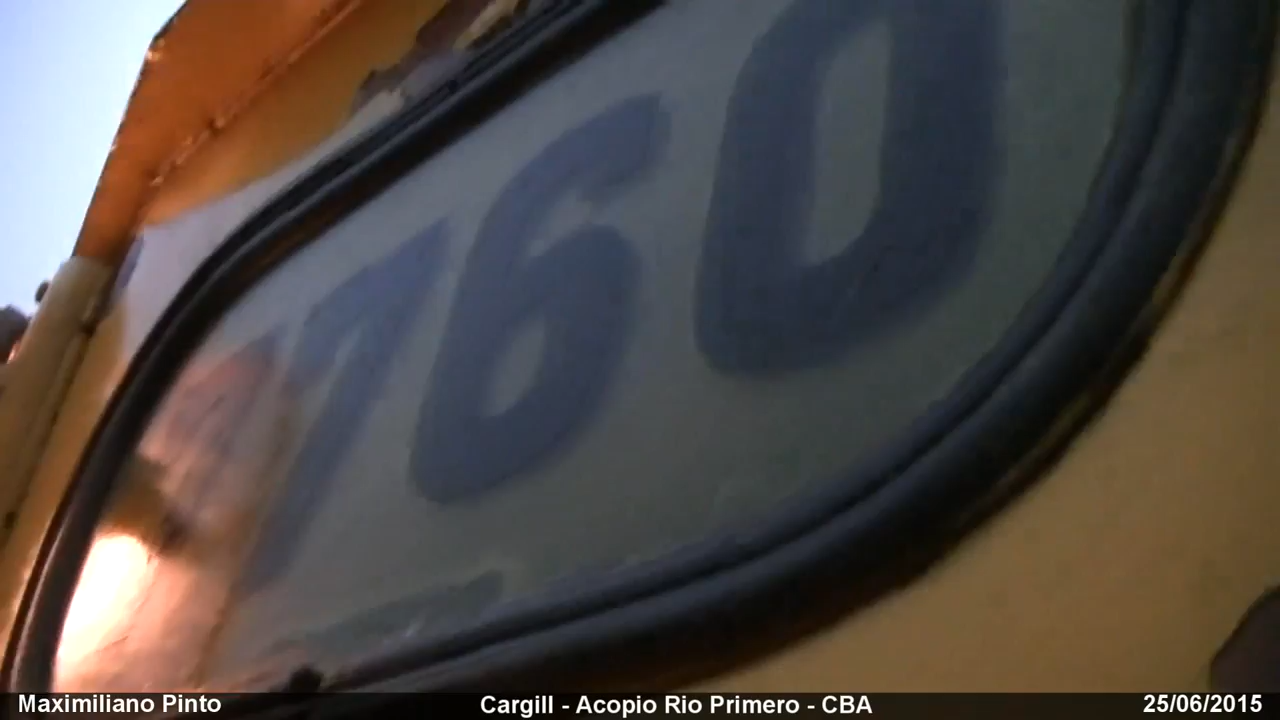 760
Maximiliano Pinto
Cargill - Acopio Rio Primero - CBA
25/06/2015